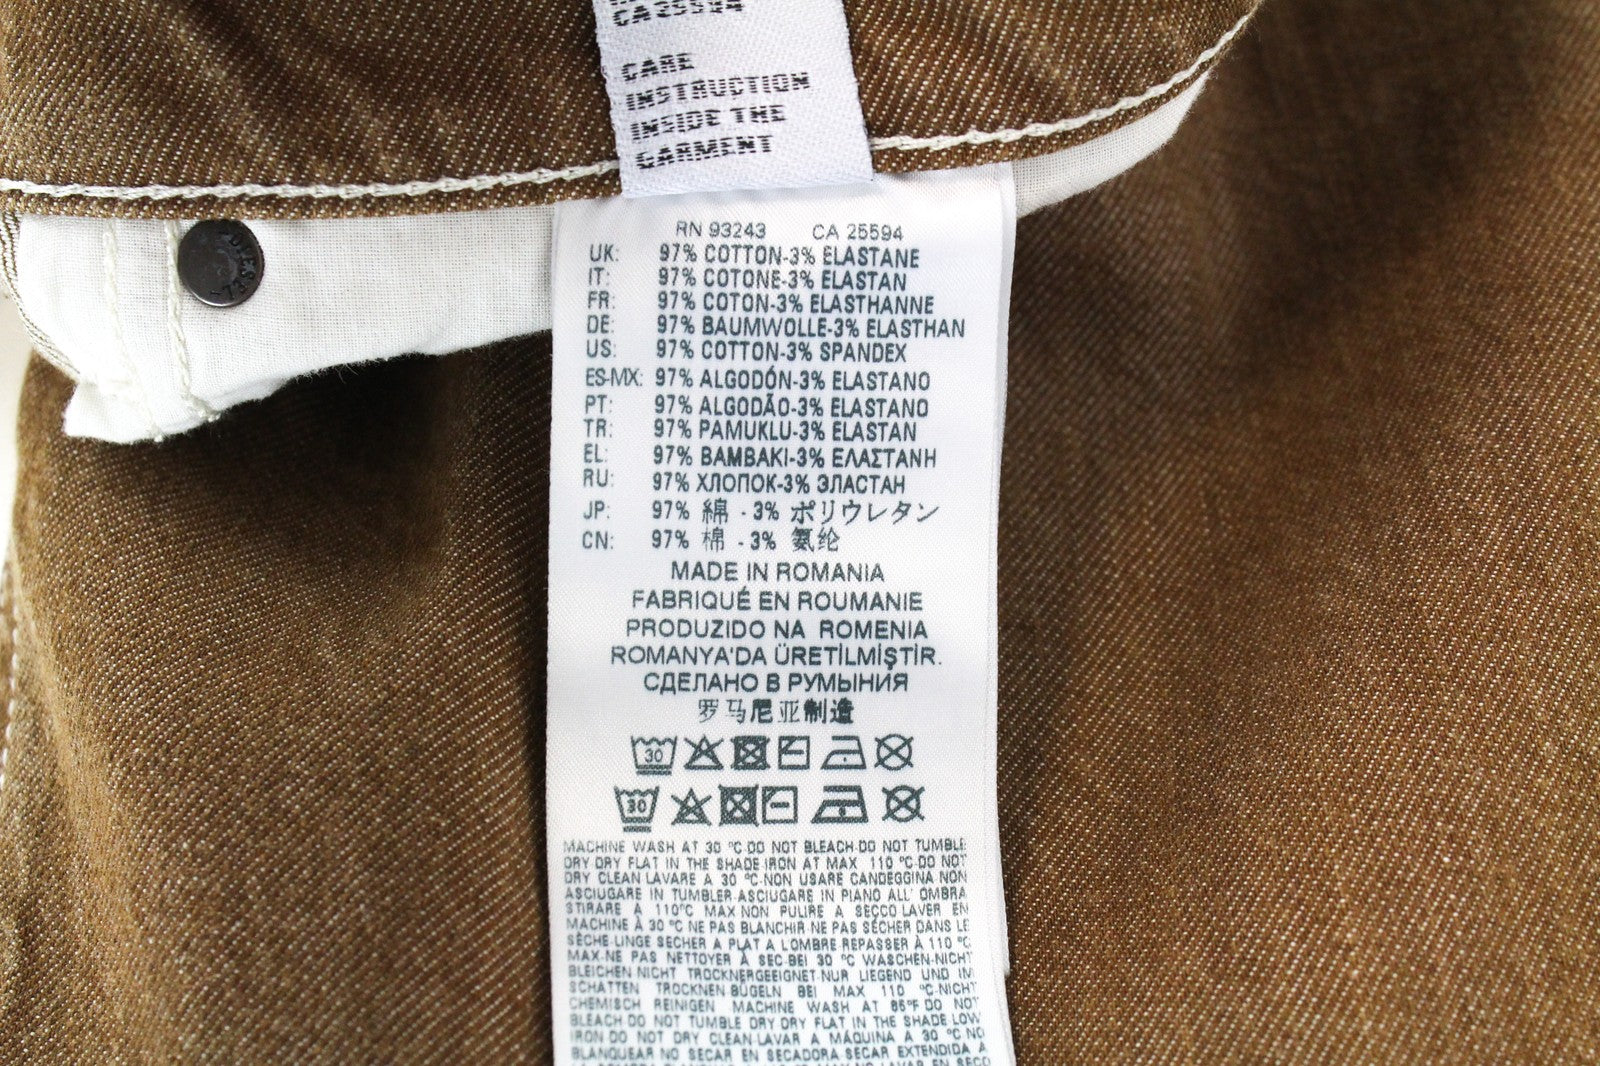 CA 25594
CARE
INSTRUCTION
INSIDE THE
GARMENT
DIESEL
RN 93243 CA 25594
UK: 97% COTTON-3% ELASTANE
IT: 97% COTONE-3% ELASTAN
FR: 97% COTON-3% ELASTHANNE
DE: 97% BAUMWOLLE-3% ELASTHAN
US: 97% COTTON-3% SPANDEX
ES-MX: 97% ALGODÓN-3% ELASTANO
PT: 97% ALGODÃO-3% ELASTANO
TR: 97% PAMUKLU-3% ELASTAN
EL: 97% BAMBAKI-3% ΕΛΑΣΤΑΝΗ
RU: 97% ХЛОПОК-3% ЭЛАСТАН
JP: 97% 綿 - 3% ポリウレタン
CN: 97% 棉 - 3% 氨纶
MADE IN ROMANIA
FABRIQUÉ EN ROUMANIE
PRODUZIDO NA ROMENIA
ROMANYA'DA ÜRETİLMİŞTİR.
СДЕЛАНО В РУМЫНИЯ
罗马尼亚制造
30
30
MACHINE WASH AT 30 °C-DO NOT BLEACH-DO NOT TUMBLE
DRY-DRY FLAT IN THE SHADE-IRON AT MAX 110 °C-DO NOT
DRY CLEAN-LAVARE A 30 °C-NON USARE CANDEGGINA NON
ASCIUGARE IN TUMBLER-ASCIUGARE IN PIANO ALL' OMBRA
STIRARE A 110°C MAX-NON PULIRE A SECCO-LAVER EN
MACHINE À 30 °C-NE PAS BLANCHIR-NE PAS SÉCHER DANS LE
SÈCHE-LINGE SECHER A PLAT A L'OMBRE-REPASSER À 110 °C
MAX-NE PAS NETTOYER À SEC-BEI 30 °C WASCHEN-NICHT
BLEICHEN-NICHT TROCKNERGEEIGNET-NUR LIEGEND UND IM
SCHATTEN TROCKNEN-BÜGELN BEI MAX 110 °C-NICHT
CHEMISCH REINIGEN MACHINE WASH AT 86°F-DO NOT
BLEACH-DO NOT TUMBLE DRY-DRY FLAT IN THE SHADE-LOW
IRON-DO NOT DRY CLEAN-LAVAR A MÁQUINA A 30 °C-NO
BLANQUEAR-NO SECAR EN SECADORA-SECAR EXTENDIDA A